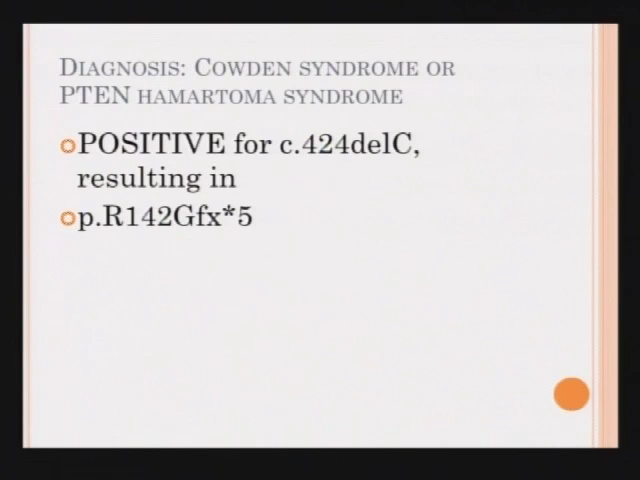 DIAGNOSIS: COWDEN SYNDROME OR
PTEN HAMARTOMA SYNDROME
POSITIVE for c.424delC,
resulting in
p.R142Gfx*5